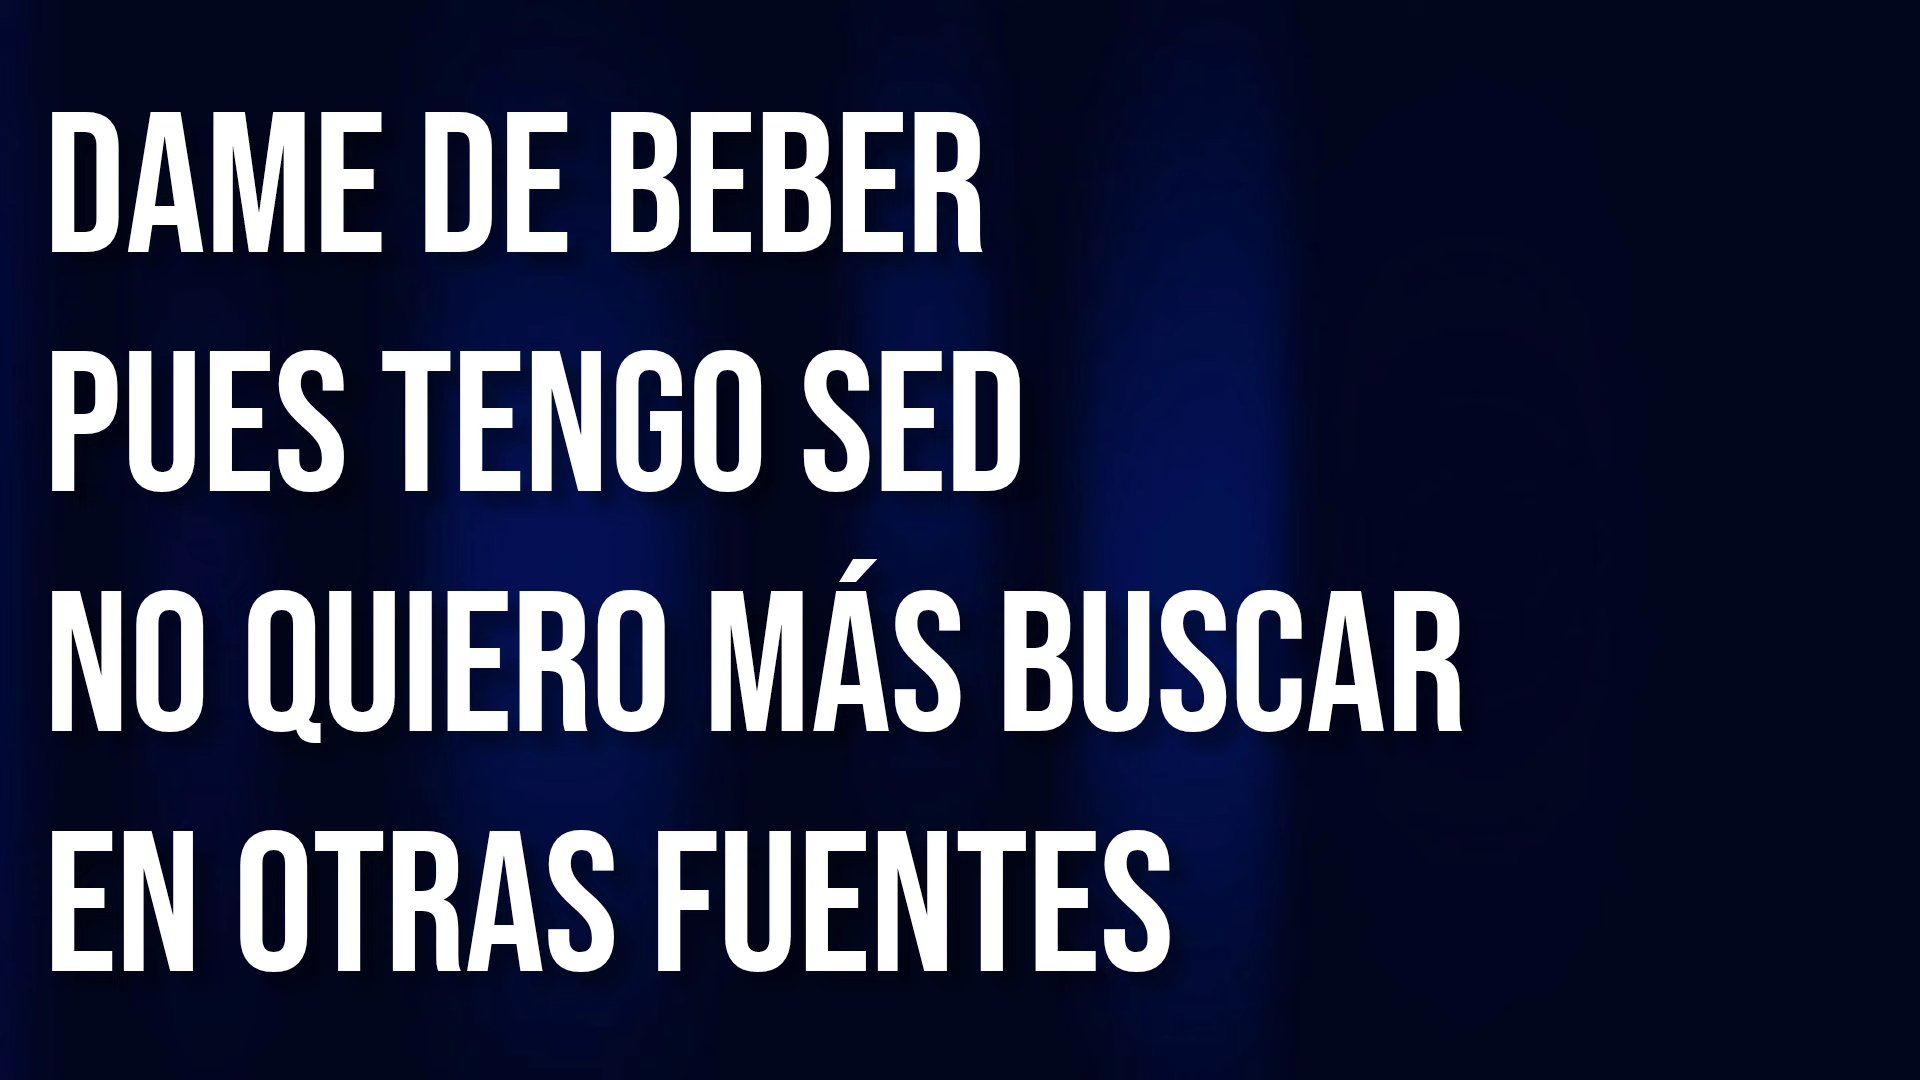 DAME DE BEBER
PUES TENGO SED
NO QUIERO MÁS BUSCAR
EN OTRAS FUENTES